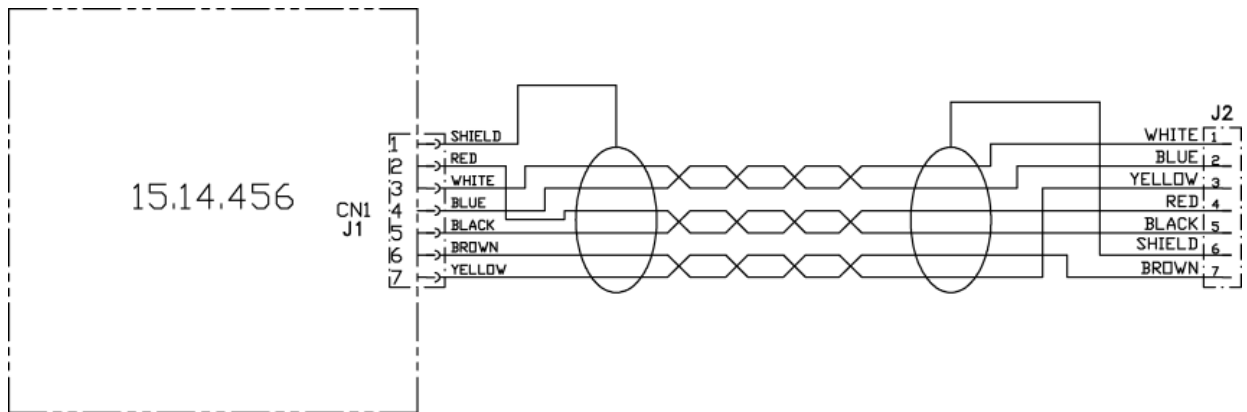 15.14.456
CN1
J1
1 SHIELD
2 RED
3 WHITE
4 BLUE
5 BLACK
6 BROWN
7 YELLOW
J2
WHITE 1
BLUE 2
YELLOW 3
RED 4
BLACK 5
SHIELD 6
BROWN 7